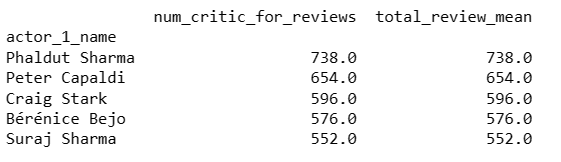 num_critic_for_reviews total_review_mean
actor_1_name
Phaldut Sharma 738.0 738.0
Peter Capaldi 654.0 654.0
Craig Stark 596.0 596.0
Bérénice Bejo 576.0 576.0
Suraj Sharma 552.0 552.0